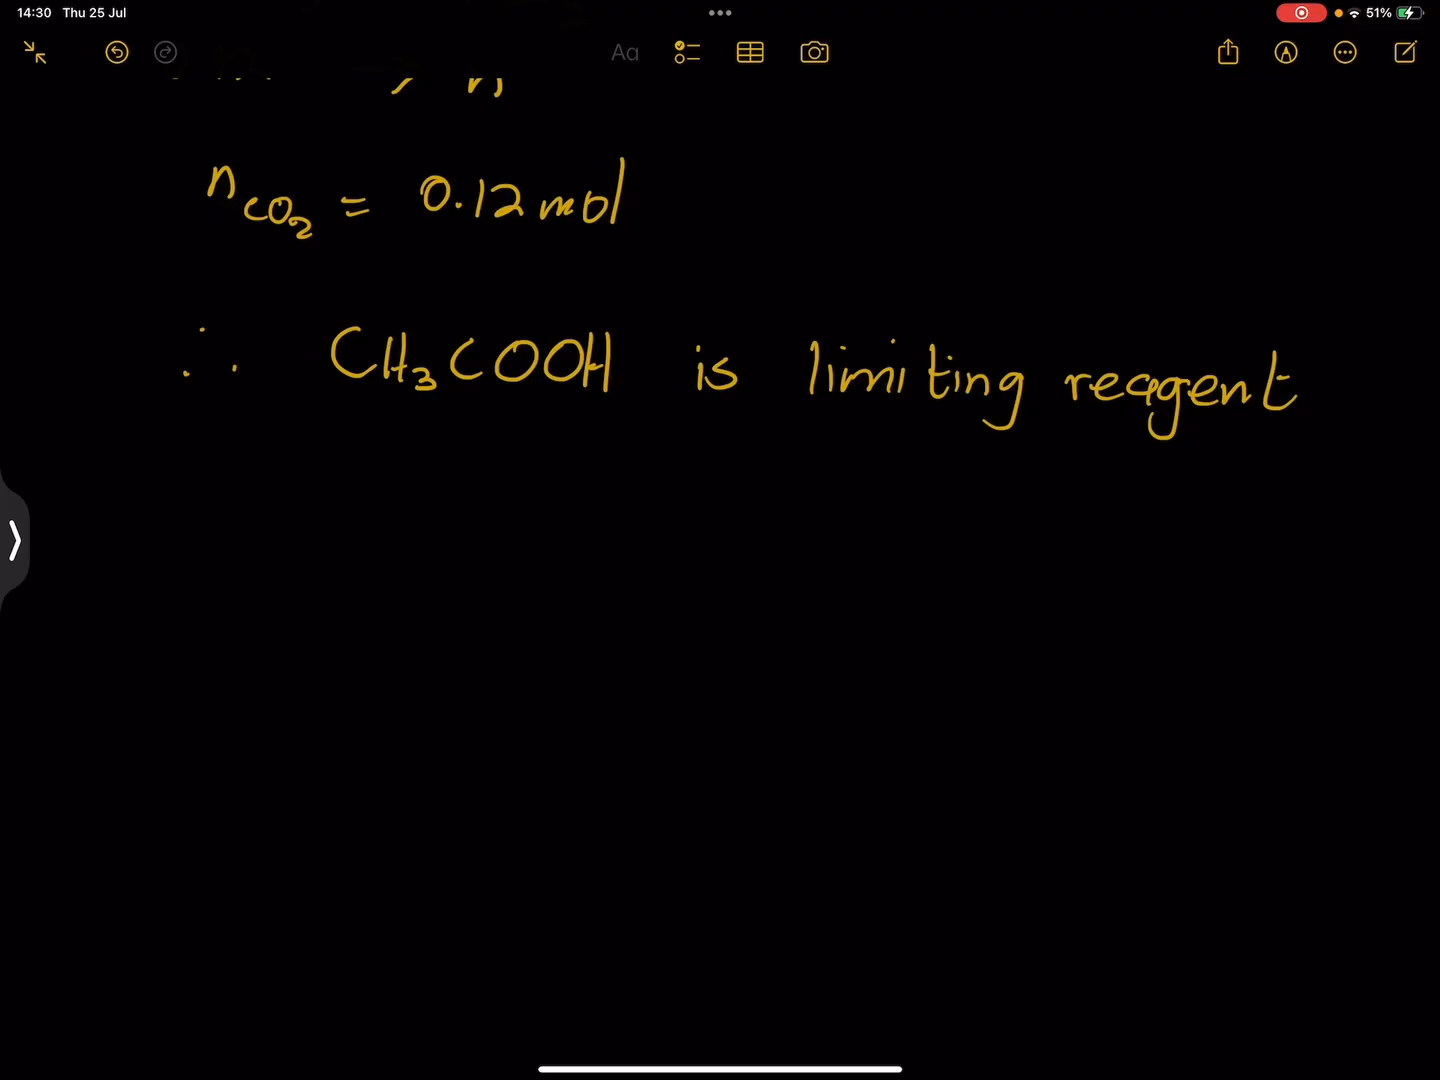 14:30 Thu 25 Jul 51%
Aa
n_CO₂ = 0.12 mol
∴ CH₃COOH is limiting reagent